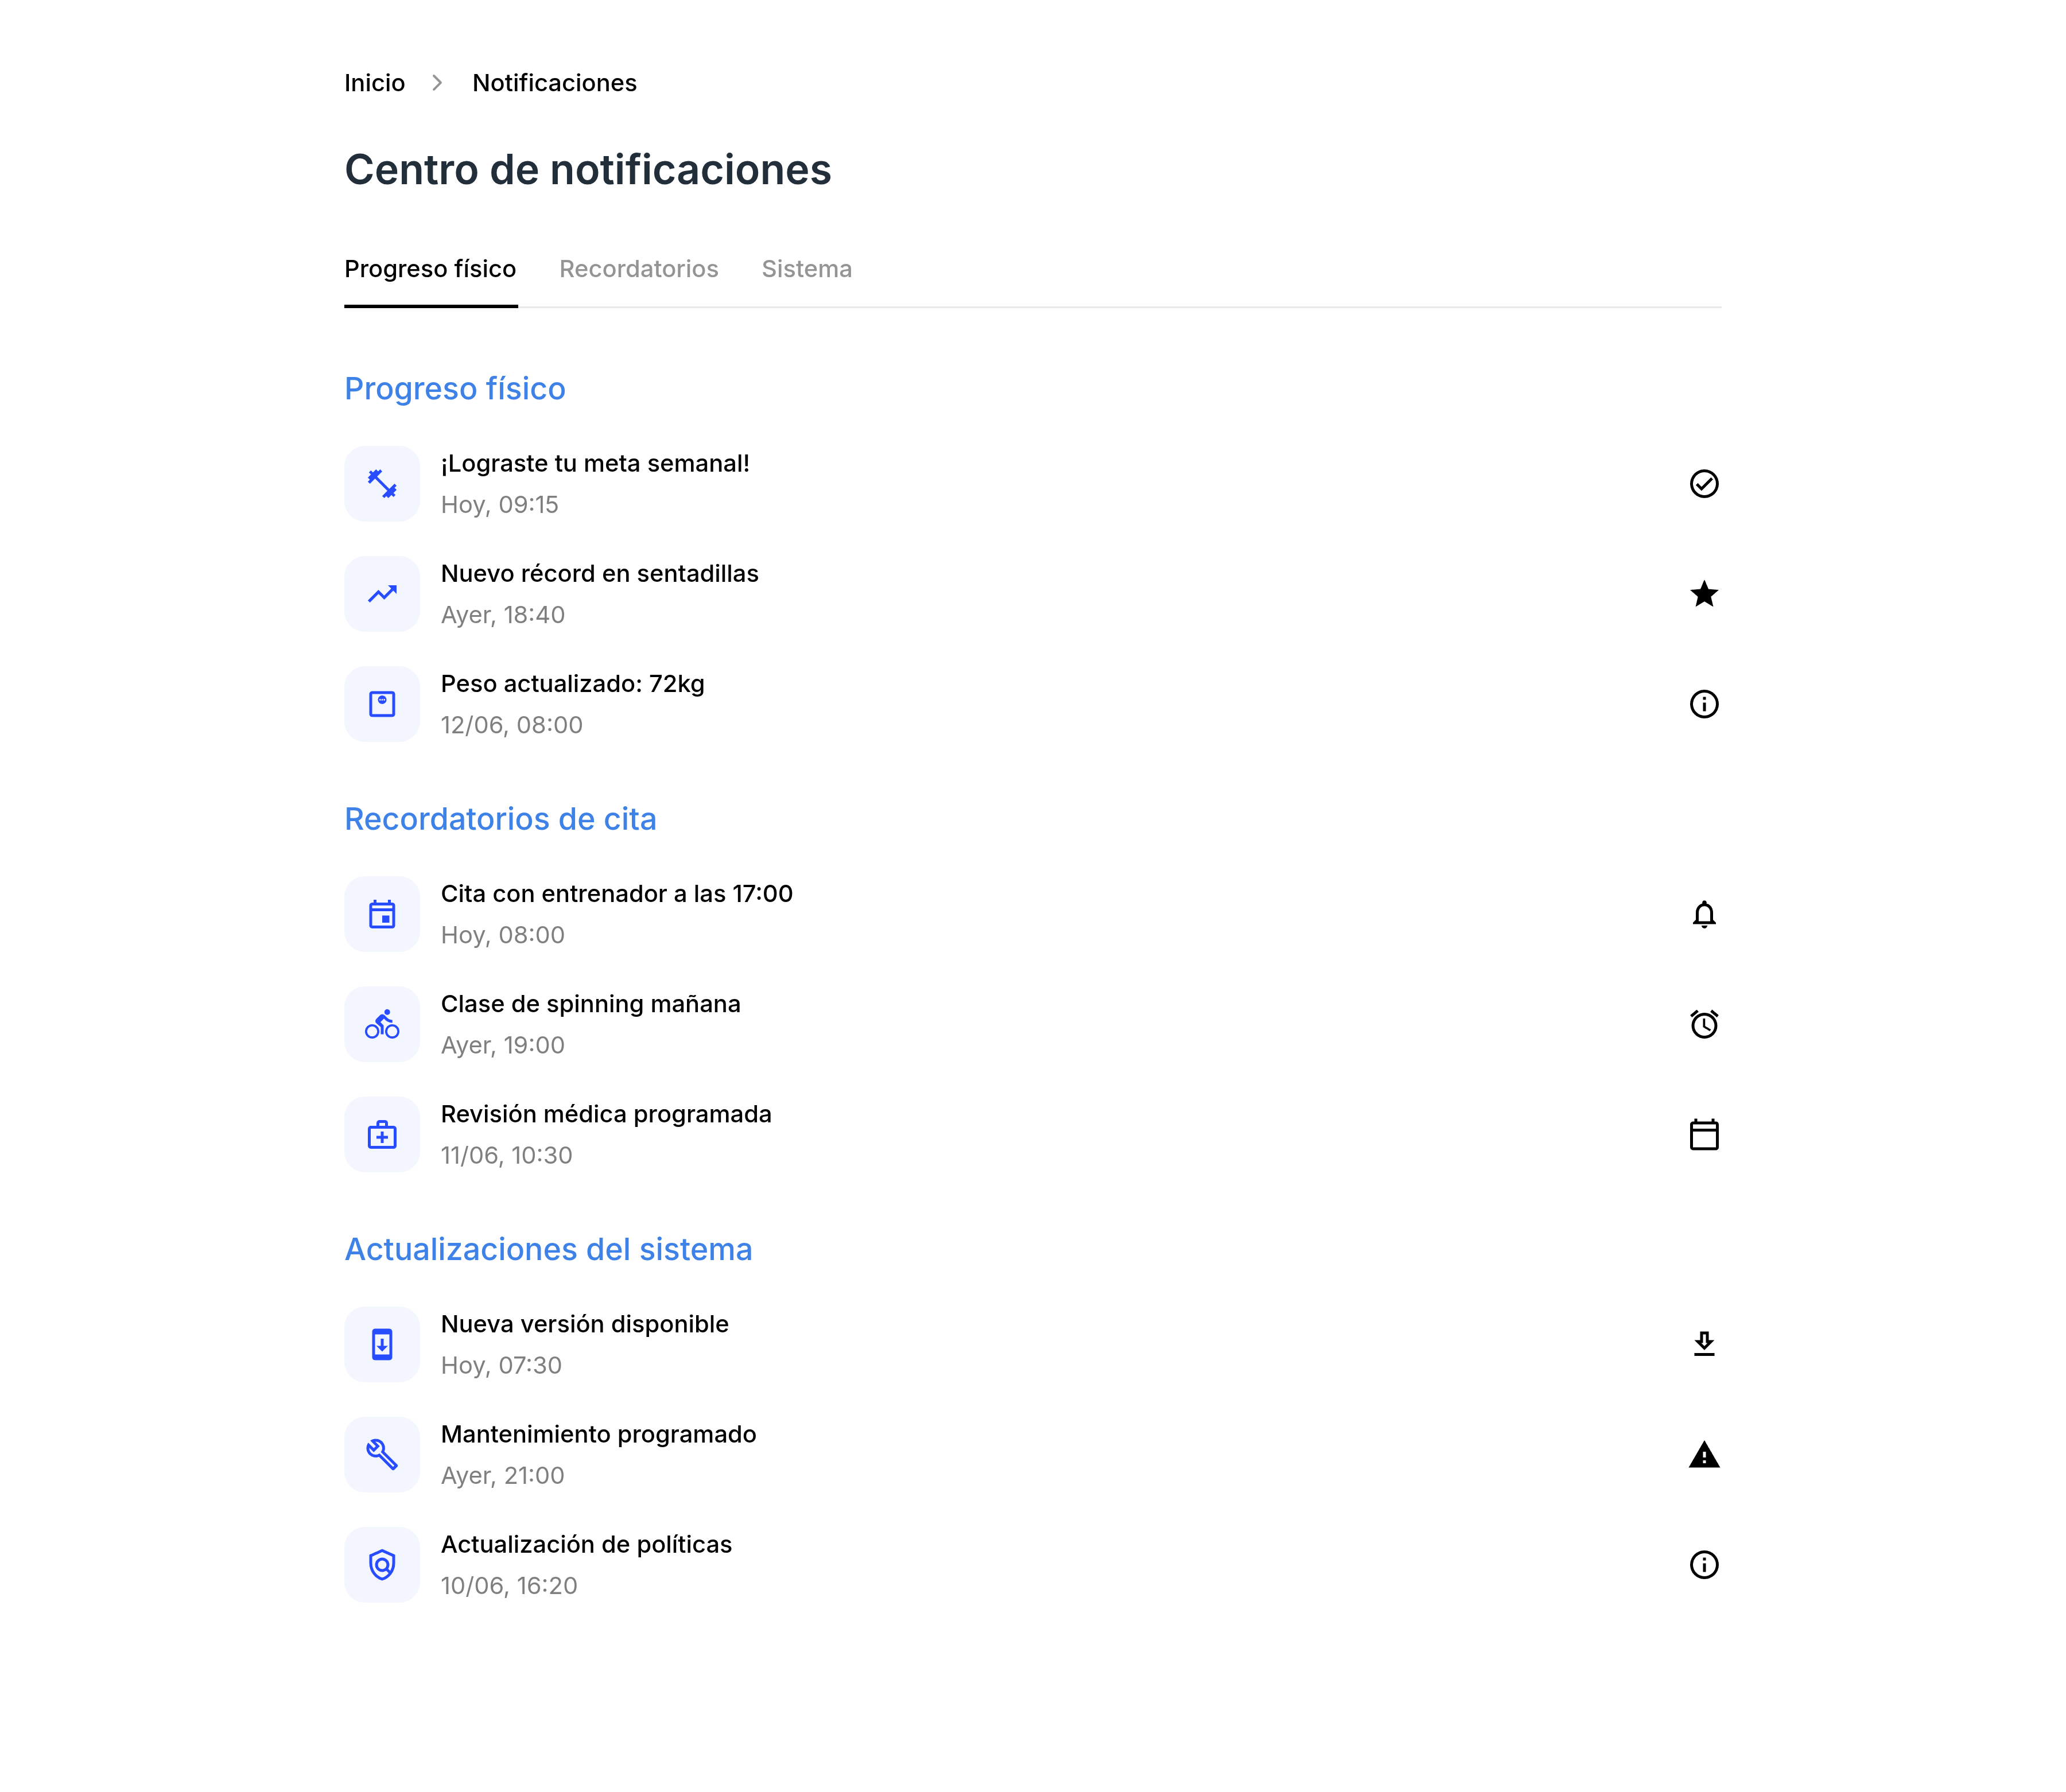 Inicio > Notificaciones
Centro de notificaciones
Progreso físico Recordatorios Sistema
Progreso físico
¡Lograste tu meta semanal!
Hoy, 09:15
Nuevo récord en sentadillas
Ayer, 18:40
Peso actualizado: 72kg
12/06, 08:00
Recordatorios de cita
Cita con entrenador a las 17:00
Hoy, 08:00
Clase de spinning mañana
Ayer, 19:00
Revisión médica programada
11/06, 10:30
Actualizaciones del sistema
Nueva versión disponible
Hoy, 07:30
Mantenimiento programado
Ayer, 21:00
Actualización de políticas
10/06, 16:20